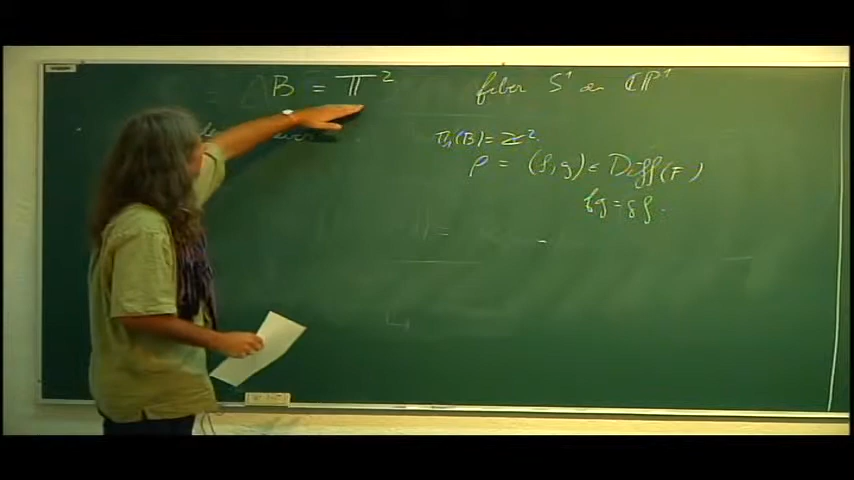 B = 𝕋² fiber S¹ or ℂℙ¹
π₁(B) = ℤ².
ρ = (f, g) ∈ Diff(F)
fg = gf.